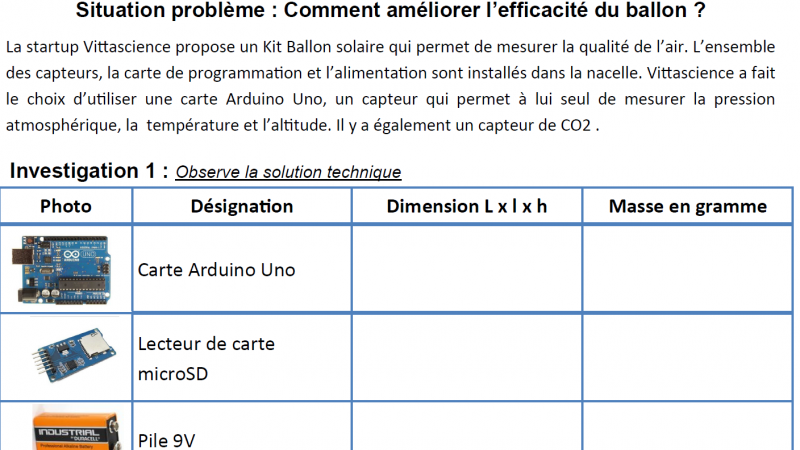 Situation problème : Comment améliorer l’efficacité du ballon ?
La startup Vittascience propose un Kit Ballon solaire qui permet de mesurer la qualité de l’air. L’ensemble
des capteurs, la carte de programmation et l’alimentation sont installés dans la nacelle. Vittascience a fait
le choix d’utiliser une carte Arduino Uno, un capteur qui permet à lui seul de mesurer la pression
atmosphérique, la température et l’altitude. Il y a également un capteur de CO2 .
Investigation 1 : Observe la solution technique
Photo Désignation Dimension L x l x h Masse en gramme
UNO
Carte Arduino Uno
Lecteur de carte
microSD
INDUSTRIAL
by DURACELL
Pile 9V